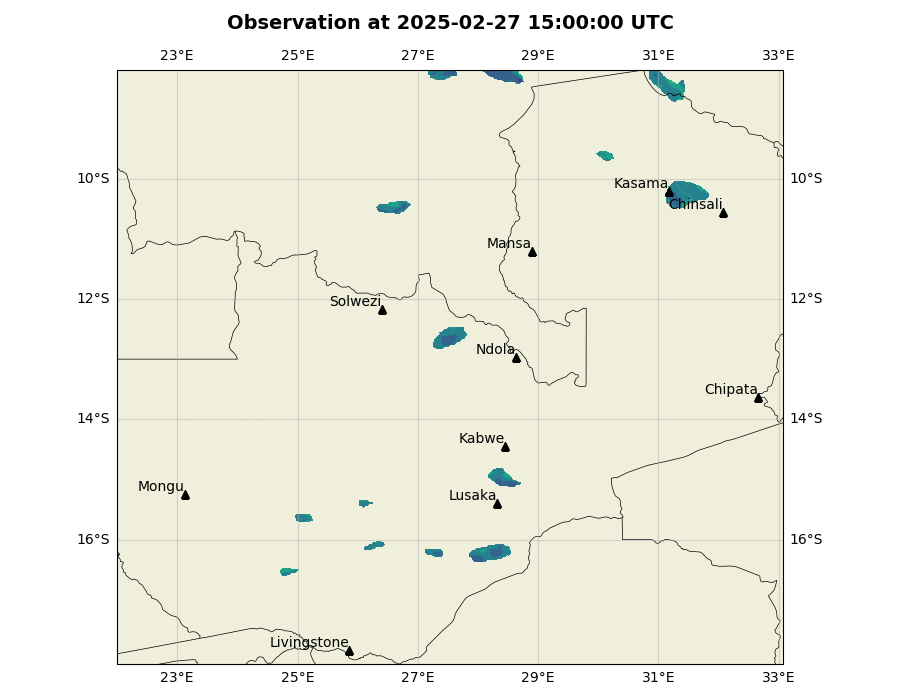 Observation at 2025-02-27 15:00:00 UTC
23°E 25°E 27°E 29°E 31°E 33°E
10°S 10°S
Kasama
Chinsali
Mansa
12°S 12°S
Solwezi
Ndola
Chipata
14°S 14°S
Kabwe
Mongu
Lusaka
16°S 16°S
Livingstone
23°E 25°E 27°E 29°E 31°E 33°E